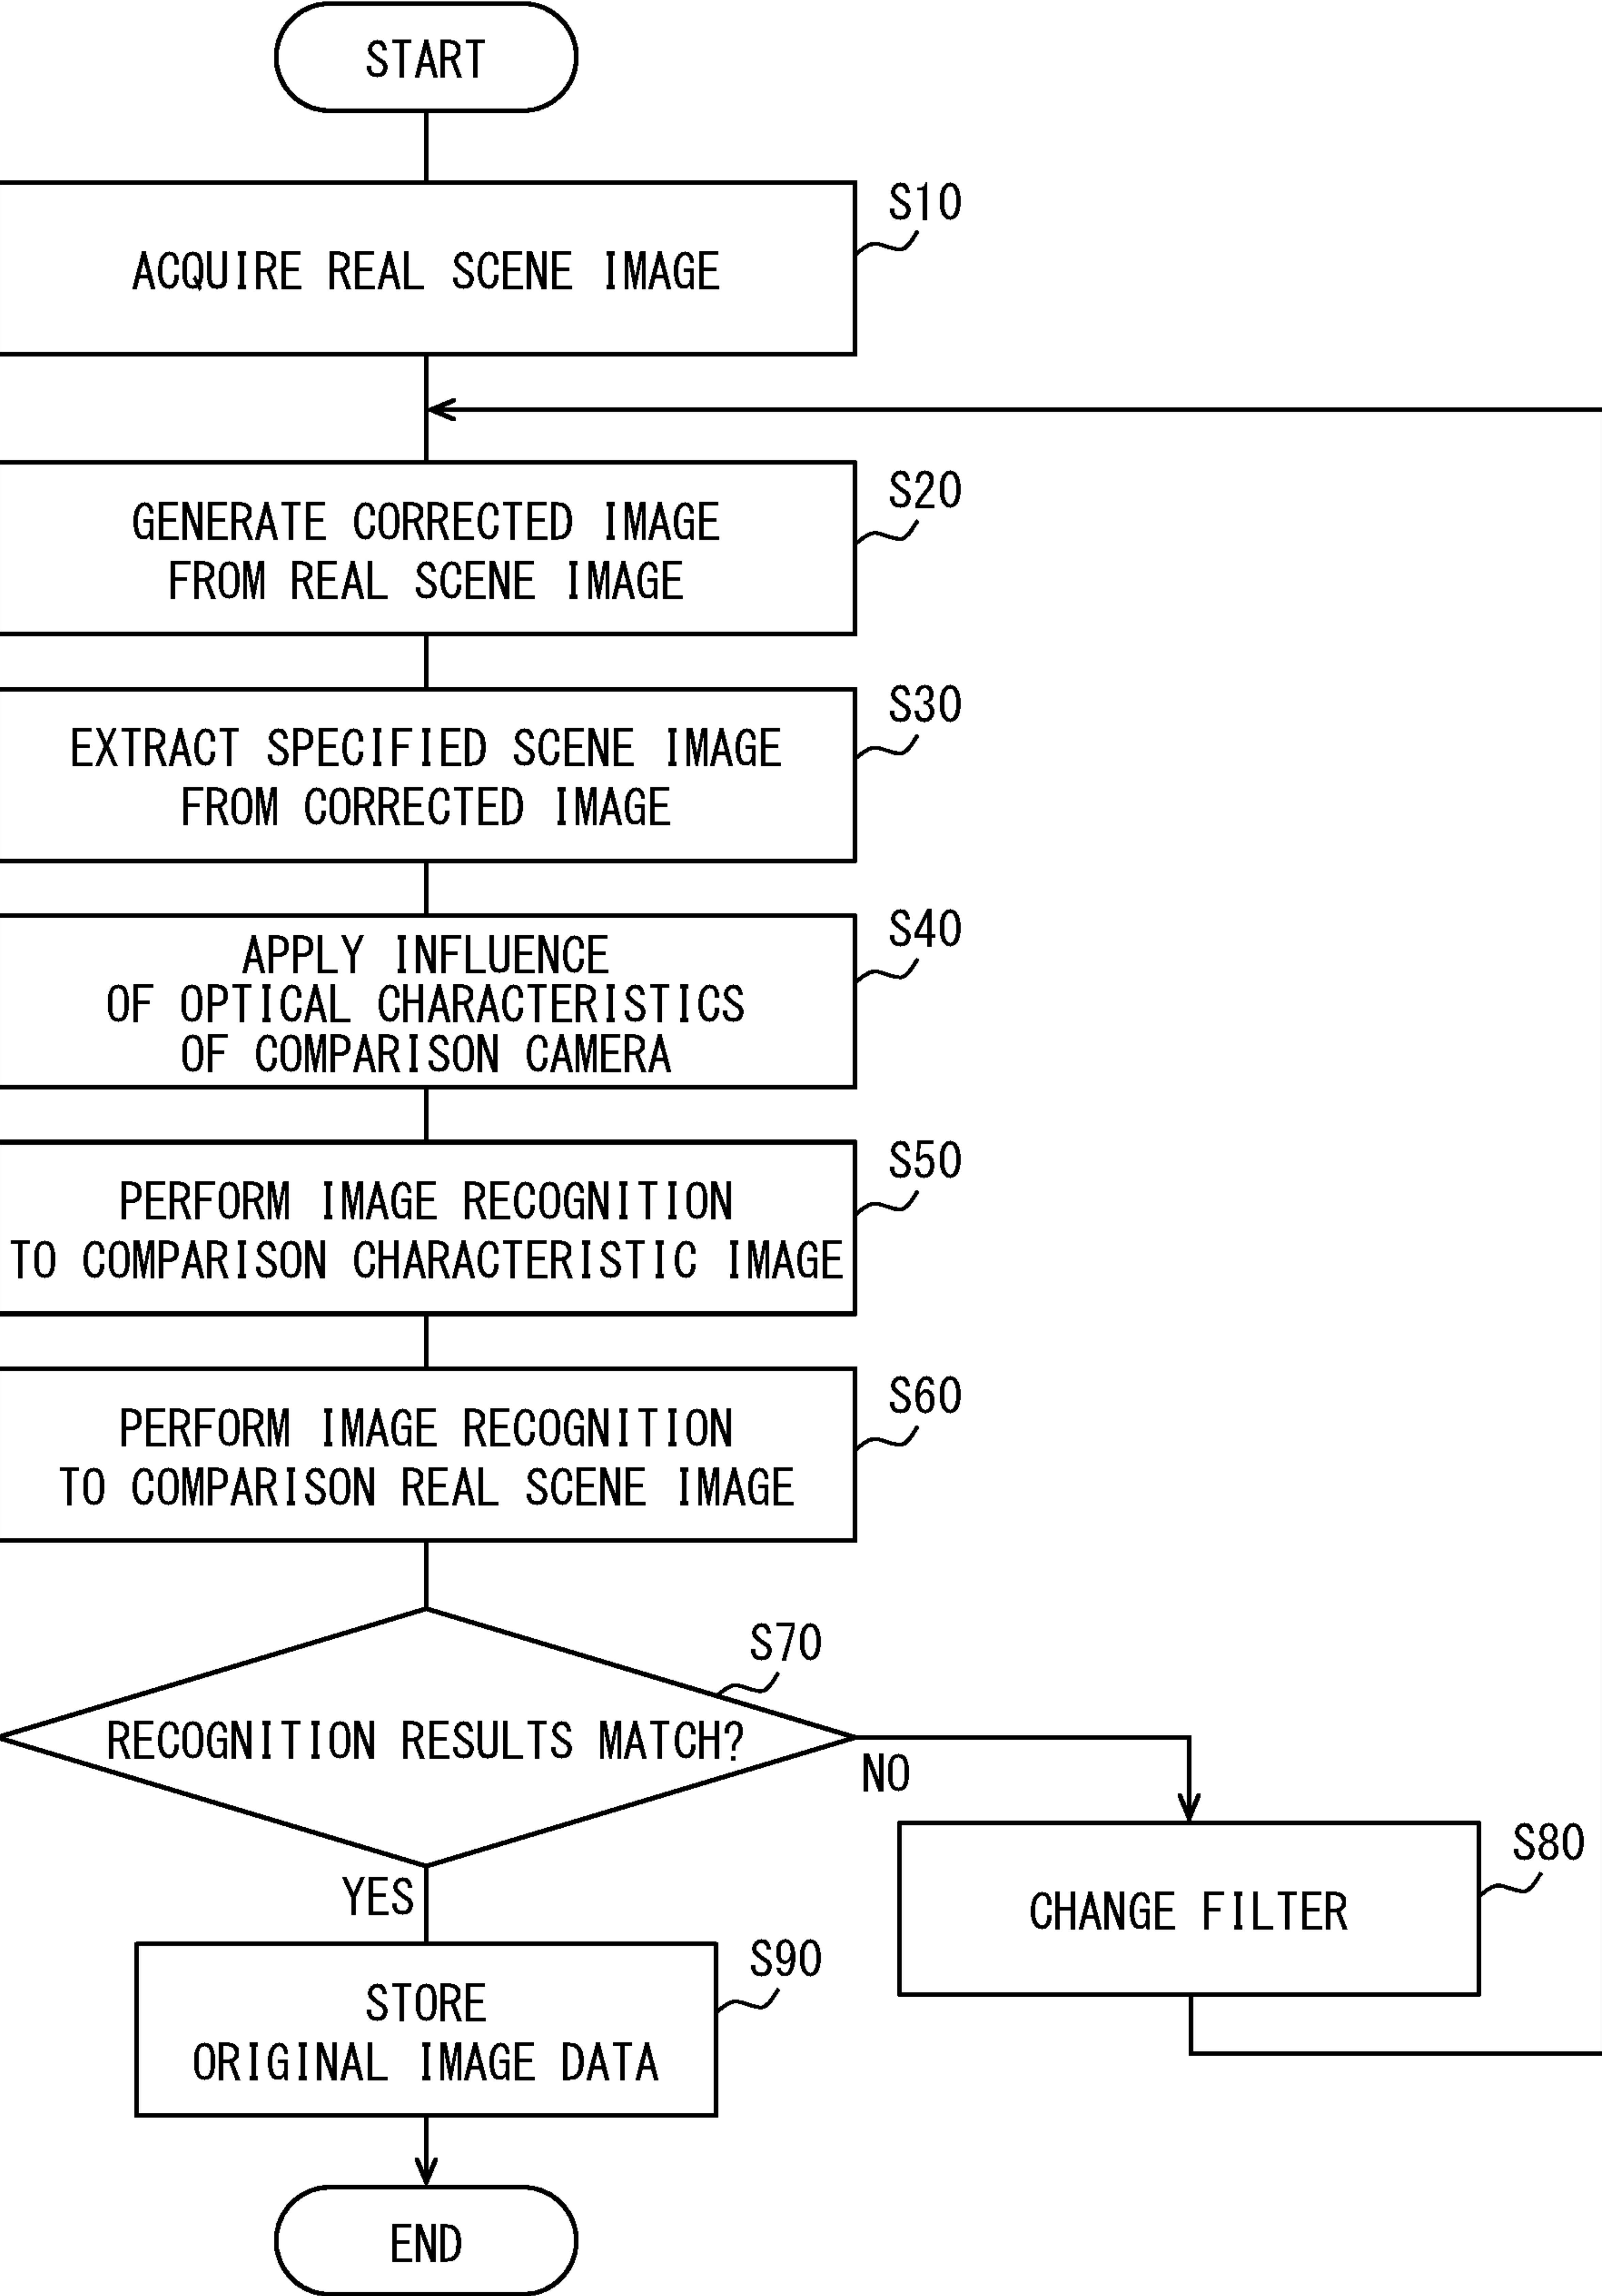 START
S10
ACQUIRE REAL SCENE IMAGE
S20
GENERATE CORRECTED IMAGE
FROM REAL SCENE IMAGE
S30
EXTRACT SPECIFIED SCENE IMAGE
FROM CORRECTED IMAGE
S40
APPLY INFLUENCE
OF OPTICAL CHARACTERISTICS
OF COMPARISON CAMERA
S50
PERFORM IMAGE RECOGNITION
TO COMPARISON CHARACTERISTIC IMAGE
S60
PERFORM IMAGE RECOGNITION
TO COMPARISON REAL SCENE IMAGE
S70
RECOGNITION RESULTS MATCH?
NO
S80
CHANGE FILTER
YES
S90
STORE
ORIGINAL IMAGE DATA
END